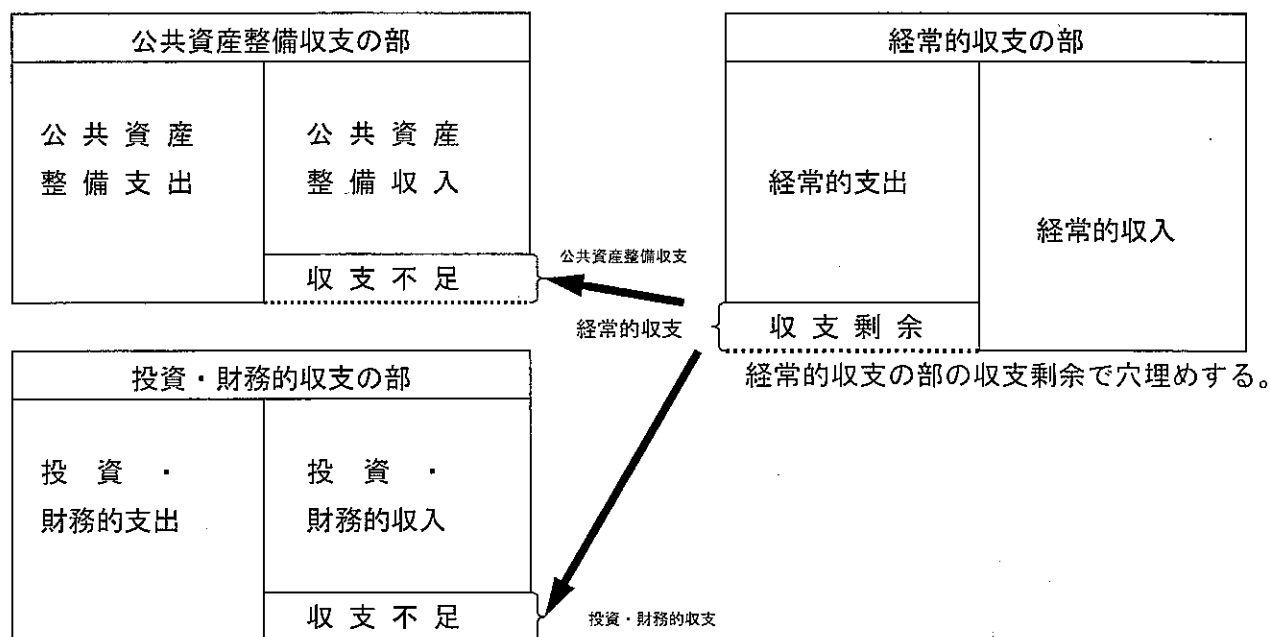 公共資産整備収支の部
公共資産
整備支出
公共資産
整備収入
収支不足
公共資産整備収支
経常的収支の部
経常的支出
経常的収入
収支剰余
経常的収支
経常的収支の部の収支剰余で穴埋めする。
投資・財務的収支の部
投資・
財務的支出
投資・
財務的収入
収支不足
投資・財務的収支